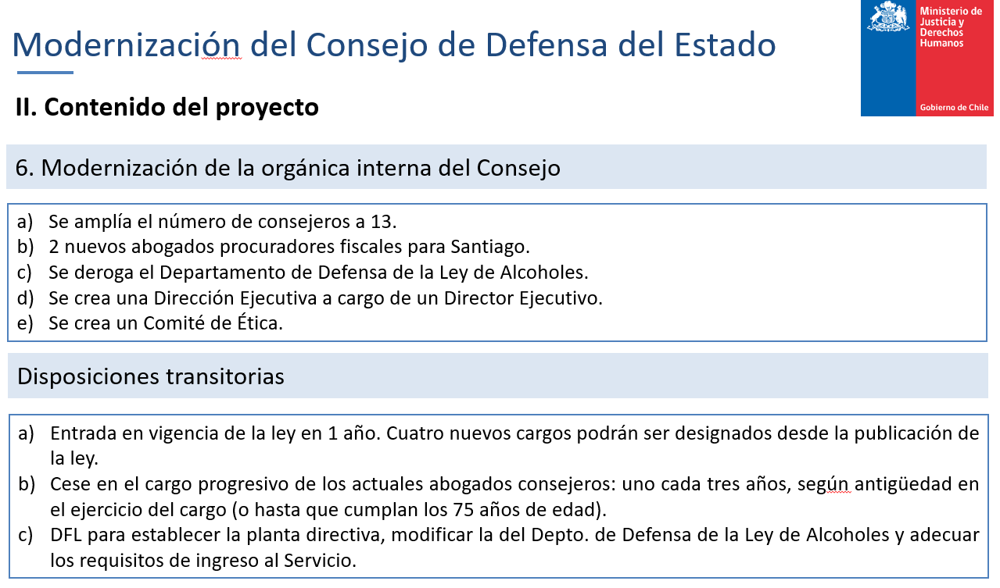 Modernización del Consejo de Defensa del Estado
Ministerio de
Justicia y
Derechos
Humanos
Gobierno de Chile
II. Contenido del proyecto
6. Modernización de la orgánica interna del Consejo
a) Se amplía el número de consejeros a 13.
b) 2 nuevos abogados procuradores fiscales para Santiago.
c) Se deroga el Departamento de Defensa de la Ley de Alcoholes.
d) Se crea una Dirección Ejecutiva a cargo de un Director Ejecutivo.
e) Se crea un Comité de Ética.
Disposiciones transitorias
a) Entrada en vigencia de la ley en 1 año. Cuatro nuevos cargos podrán ser designados desde la publicación de
la ley.
b) Cese en el cargo progresivo de los actuales abogados consejeros: uno cada tres años, según antigüedad en
el ejercicio del cargo (o hasta que cumplan los 75 años de edad).
c) DFL para establecer la planta directiva, modificar la del Depto. de Defensa de la Ley de Alcoholes y adecuar
los requisitos de ingreso al Servicio.